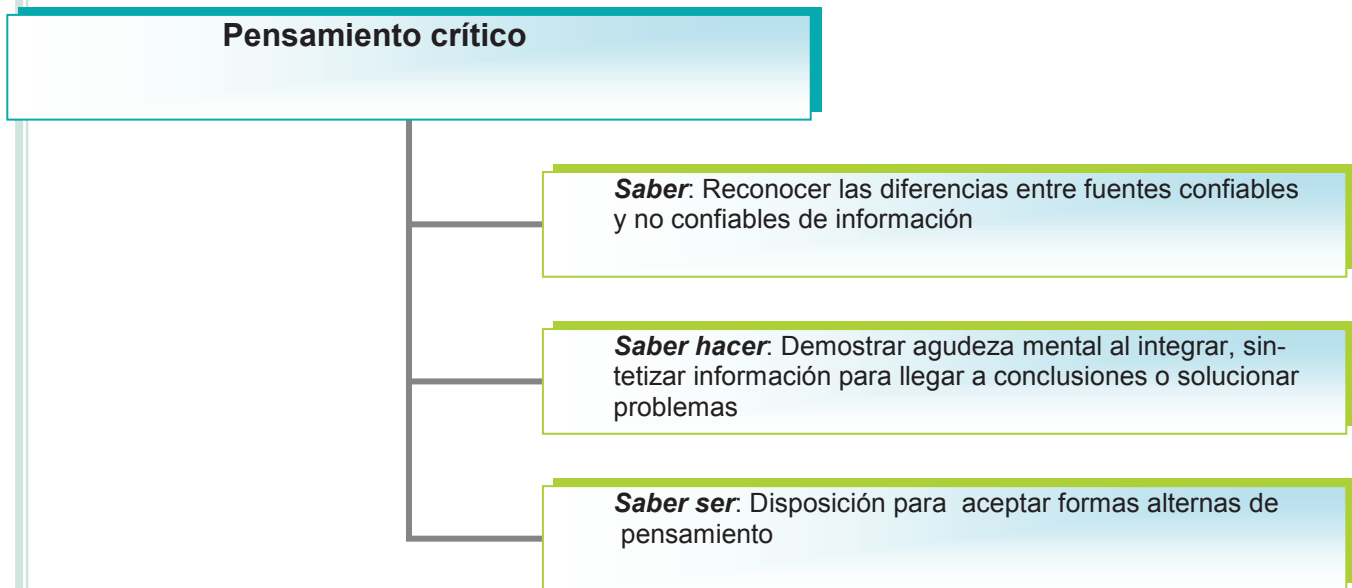 Pensamiento crítico
Saber: Reconocer las diferencias entre fuentes confiables
y no confiables de información
Saber hacer: Demostrar agudeza mental al integrar, sin-
tetizar información para llegar a conclusiones o solucionar
problemas
Saber ser: Disposición para  aceptar formas alternas de
pensamiento